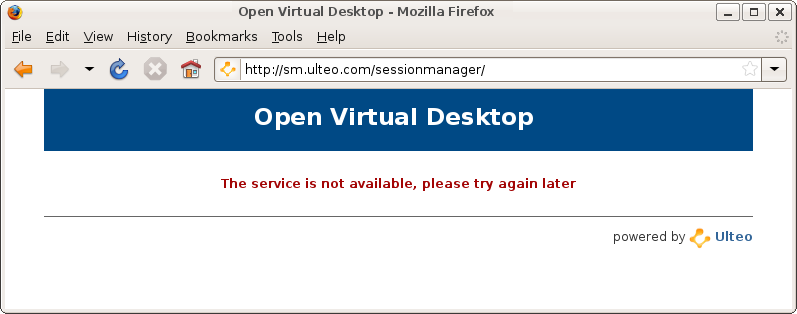 Open Virtual Desktop - Mozilla Firefox
File Edit View History Bookmarks Tools Help
http://sm.ulteo.com/sessionmanager/
Open Virtual Desktop
The service is not available, please try again later
powered by Ulteo